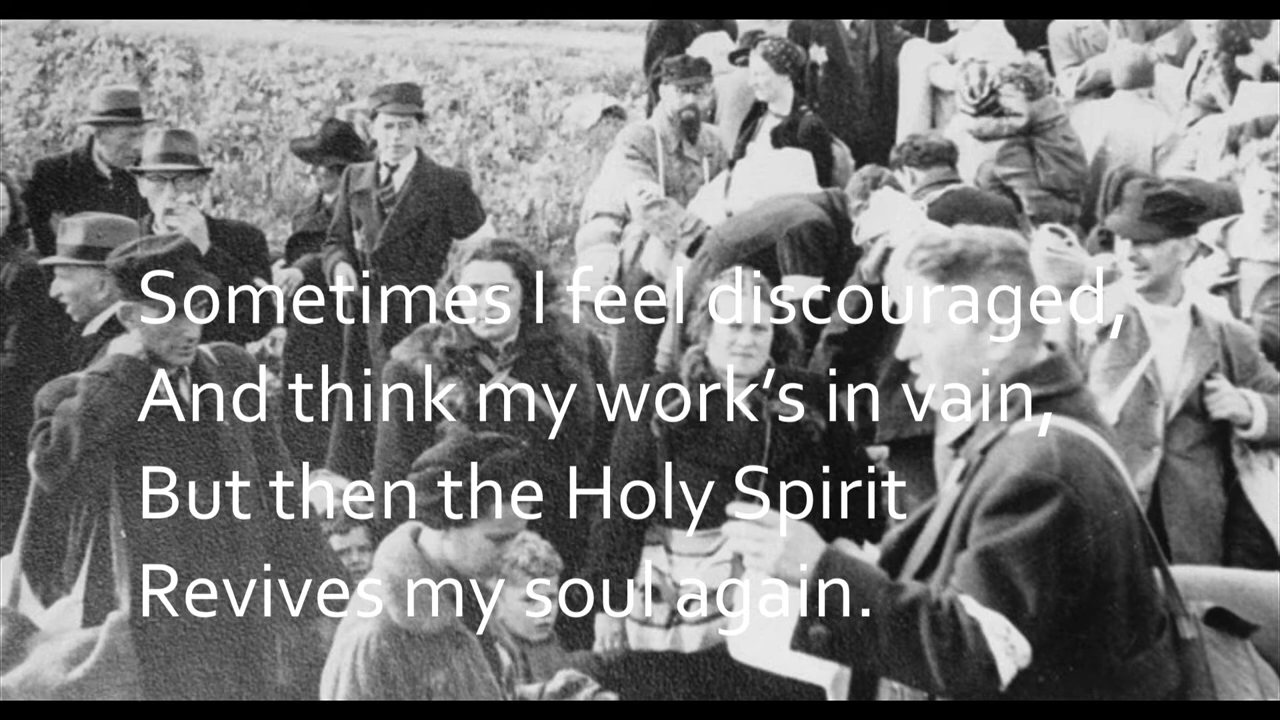 Sometimes I feel discouraged,
And think my work’s in vain,
But then the Holy Spirit
Revives my soul again.